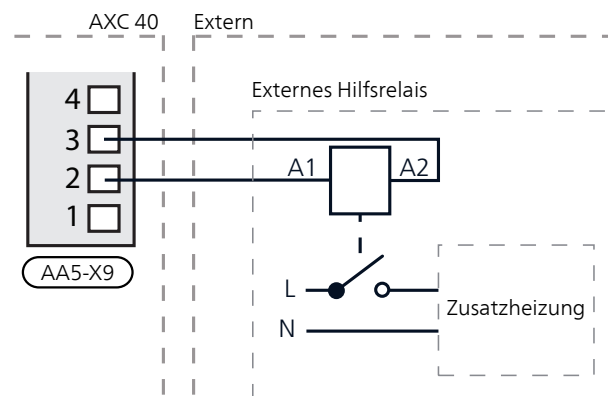 AXC 40
Extern
Externes Hilfsrelais
4
3
2
1
A1
A2
AA5-X9
L
N
Zusatzheizung